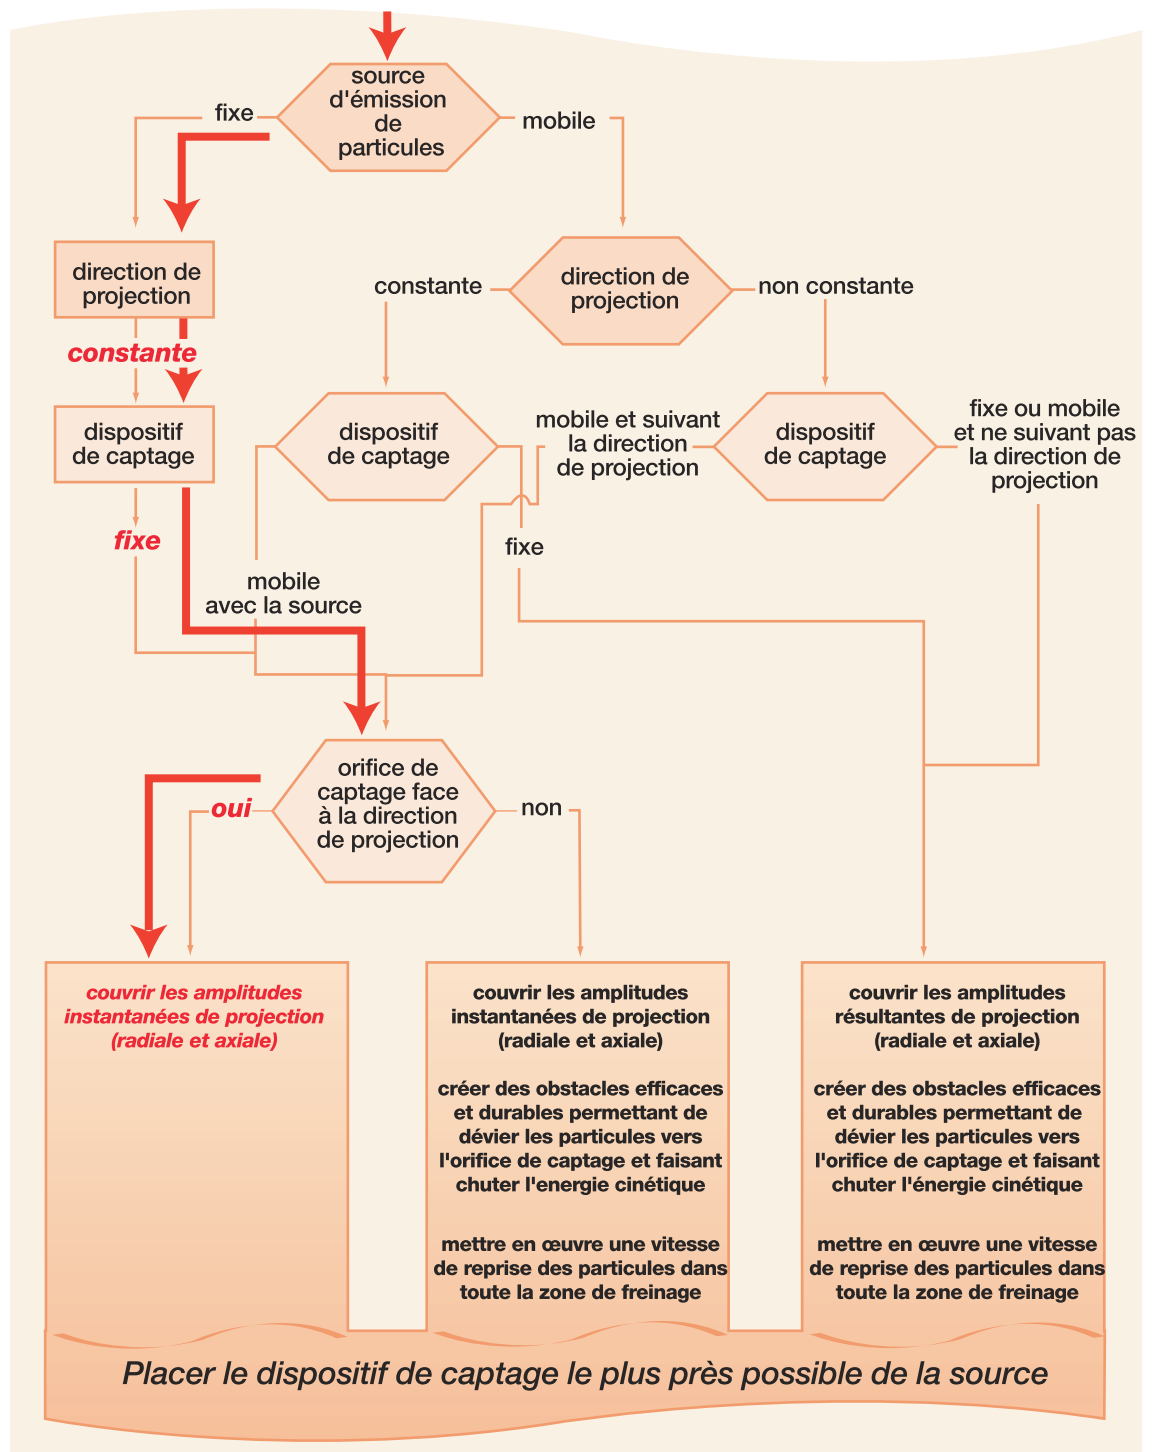 source
d'émission
de
particules
fixe
mobile
direction de
projection
constante
direction de
projection
constante
non constante
dispositif
de captage
fixe
dispositif
de captage
mobile
avec la source
fixe
mobile et suivant
la direction
de projection
dispositif
de captage
fixe ou mobile
et ne suivant pas
la direction de
projection
orifice de
captage face
à la direction
de projection
oui
non
couvrir les amplitudes
instantanées de projection
(radiale et axiale)
couvrir les amplitudes
instantanées de projection
(radiale et axiale)
créer des obstacles efficaces
et durables permettant de
dévier les particules vers
l'orifice de captage et faisant
chuter l'energie cinétique
mettre en œuvre une vitesse
de reprise des particules dans
toute la zone de freinage
couvrir les amplitudes
résultantes de projection
(radiale et axiale)
créer des obstacles efficaces
et durables permettant de
dévier les particules vers
l'orifice de captage et faisant
chuter l'énergie cinétique
mettre en œuvre une vitesse
de reprise des particules dans
toute la zone de freinage
Placer le dispositif de captage le plus près possible de la source